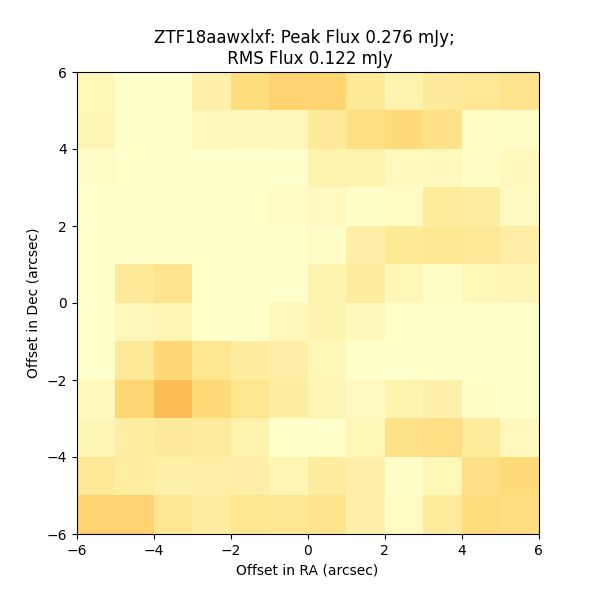 ZTF18aawxlxf: Peak Flux 0.276 mJy;
RMS Flux 0.122 mJy
6
4
2
0
−2
−4
−6
Offset in Dec (arcsec)
−6 −4 −2 0 2 4 6
Offset in RA (arcsec)